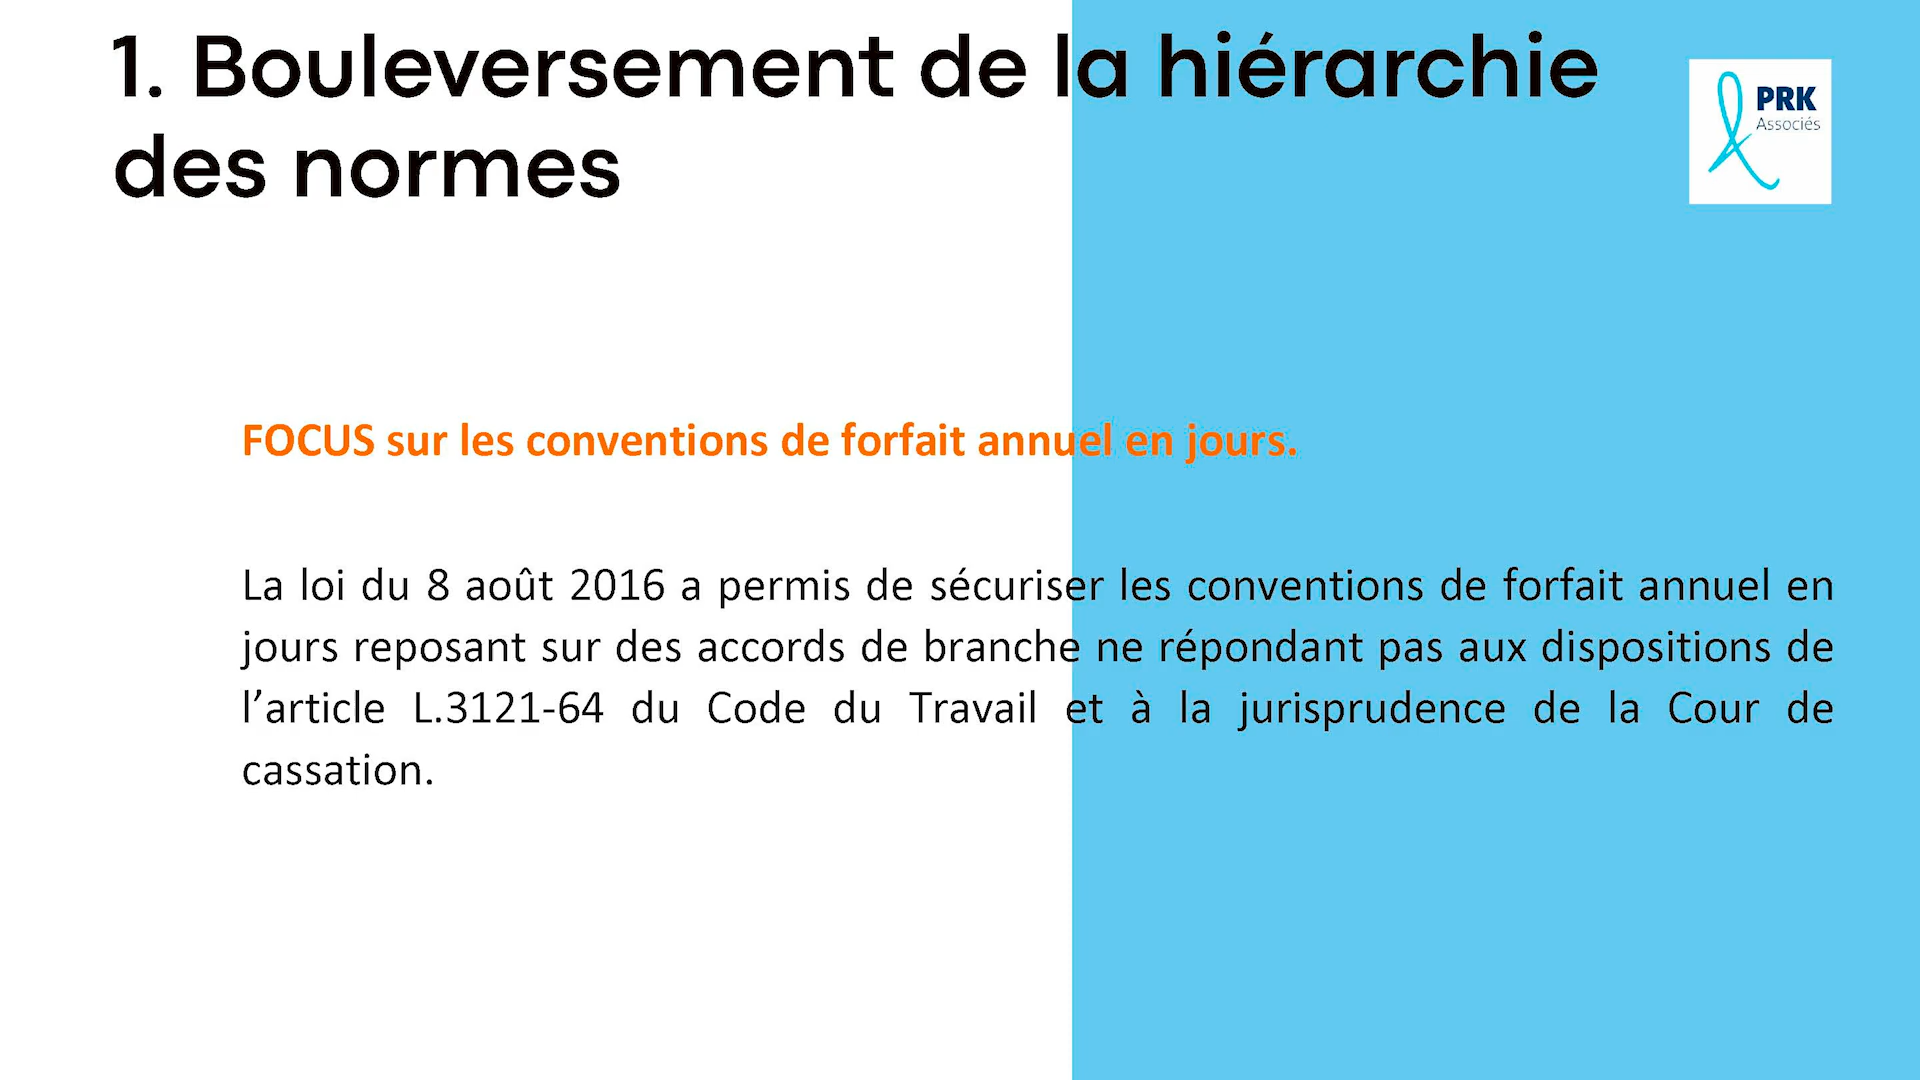 1. Bouleversement de la hiérarchie
des normes
PRK
Associés
FOCUS sur les conventions de forfait annuel en jours.
La loi du 8 août 2016 a permis de sécuriser les conventions de forfait annuel en
jours reposant sur des accords de branche ne répondant pas aux dispositions de
l’article L.3121-64 du Code du Travail et à la jurisprudence de la Cour de
cassation.